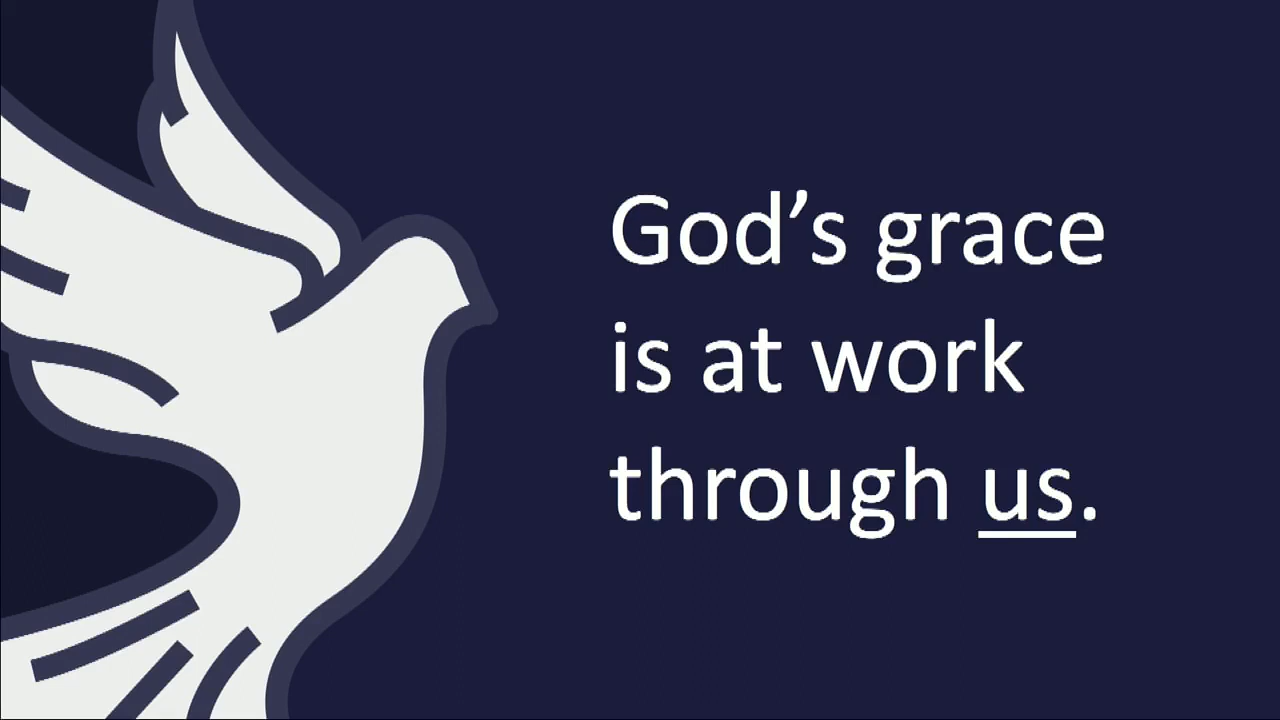 God’s grace
is at work
through us.